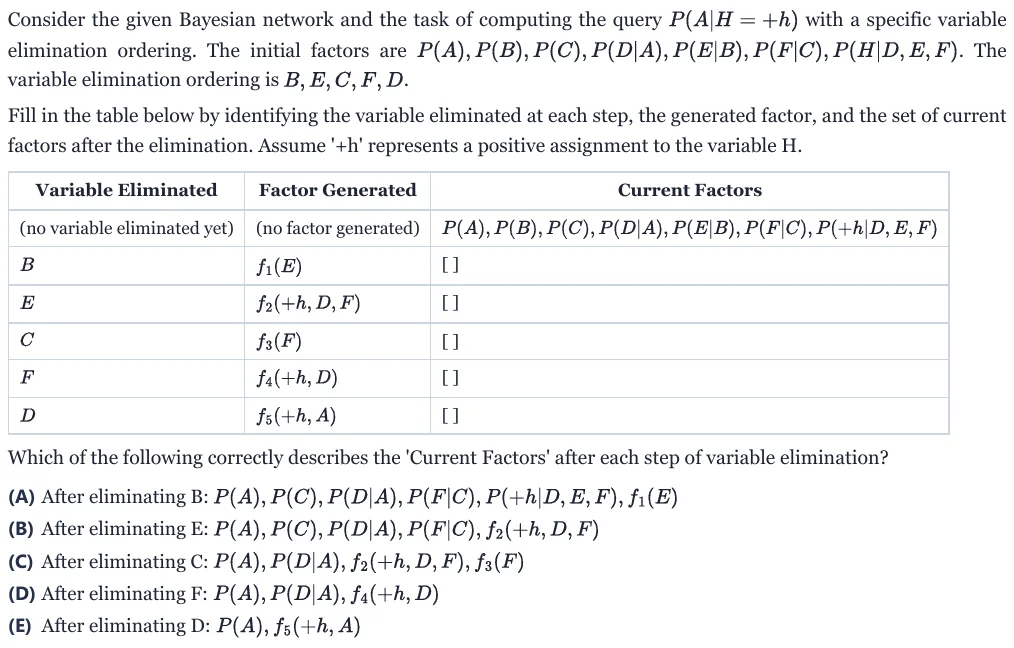 Consider the given Bayesian network and the task of computing the query P(A|H = +h) with a specific variable
elimination ordering. The initial factors are P(A), P(B), P(C), P(D|A), P(E|B), P(F|C), P(H|D, E, F). The
variable elimination ordering is B, E, C, F, D.
Fill in the table below by identifying the variable eliminated at each step, the generated factor, and the set of current
factors after the elimination. Assume '+h' represents a positive assignment to the variable H.
Variable Eliminated Factor Generated Current Factors
(no variable eliminated yet) (no factor generated) P(A), P(B), P(C), P(D|A), P(E|B), P(F|C), P(+h|D, E, F)
B f₁(E) [ ]
E f₂(+h, D, F) [ ]
C f₃(F) [ ]
F f₄(+h, D) [ ]
D f₅(+h, A) [ ]
Which of the following correctly describes the 'Current Factors' after each step of variable elimination?
(A) After eliminating B: P(A), P(C), P(D|A), P(F|C), P(+h|D, E, F), f₁(E)
(B) After eliminating E: P(A), P(C), P(D|A), P(F|C), f₂(+h, D, F)
(C) After eliminating C: P(A), P(D|A), f₂(+h, D, F), f₃(F)
(D) After eliminating F: P(A), P(D|A), f₄(+h, D)
(E) After eliminating D: P(A), f₅(+h, A)